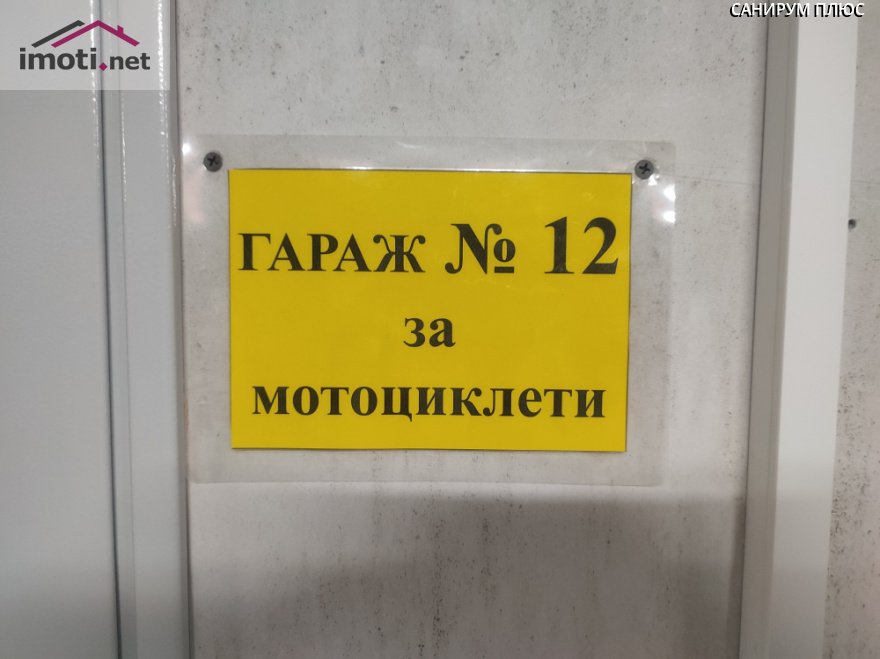 САНИРУМ ПЛЮС
imoti.net
ГАРАЖ № 12
за
мотоциклети